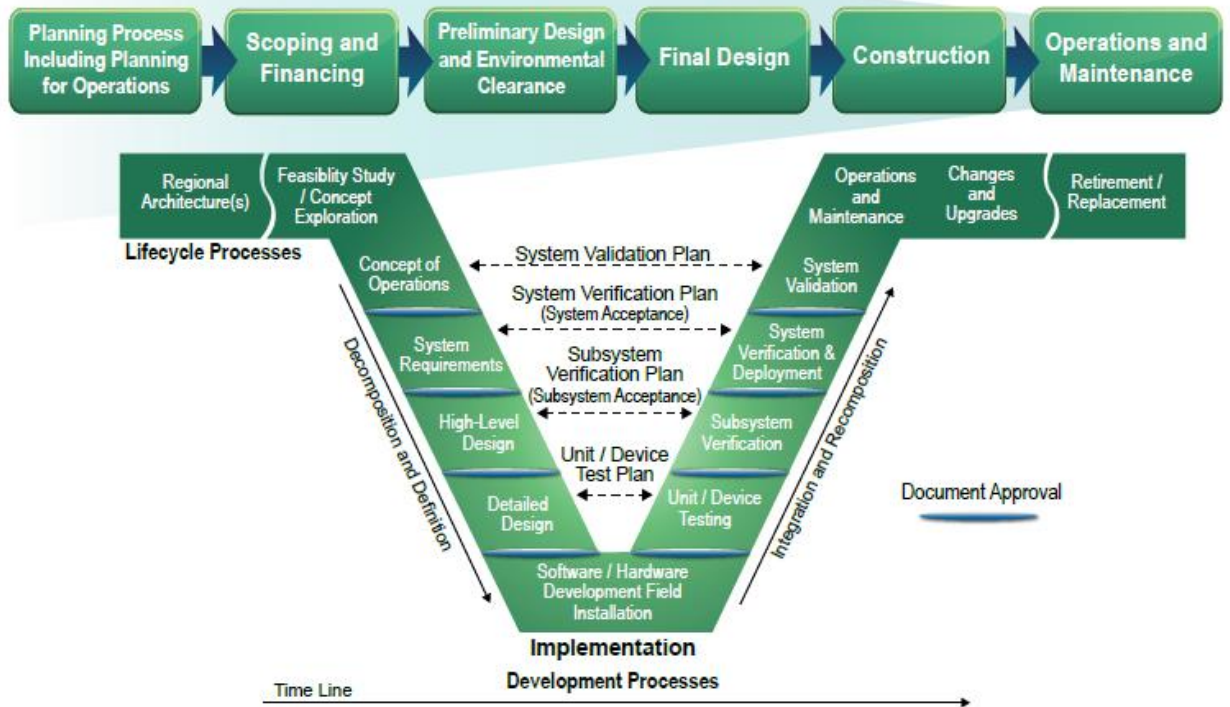 Planning Process
Including Planning
for Operations
Scoping and
Financing
Preliminary Design
and Environmental
Clearance
Final Design
Construction
Operations and
Maintenance
Regional
Architecture(s)
Feasiblity Study
/ Concept
Exploration
Operations
and
Maintenance
Changes
and
Upgrades
Retirement /
Replacement
Lifecycle Processes
Concept of
Operations
System Validation Plan
System
Validation
System Verification Plan
(System Acceptance)
System
Requirements
System
Verification &
Deployment
Subsystem
Verification Plan
(Subsystem Acceptance)
High-Level
Design
Subsystem
Verification
Unit / Device
Test Plan
Detailed
Design
Unit / Device
Testing
Decomposition and Definition
Integration and Recomposition
Document Approval
Software / Hardware
Development Field
Installation
Implementation
Development Processes
Time Line